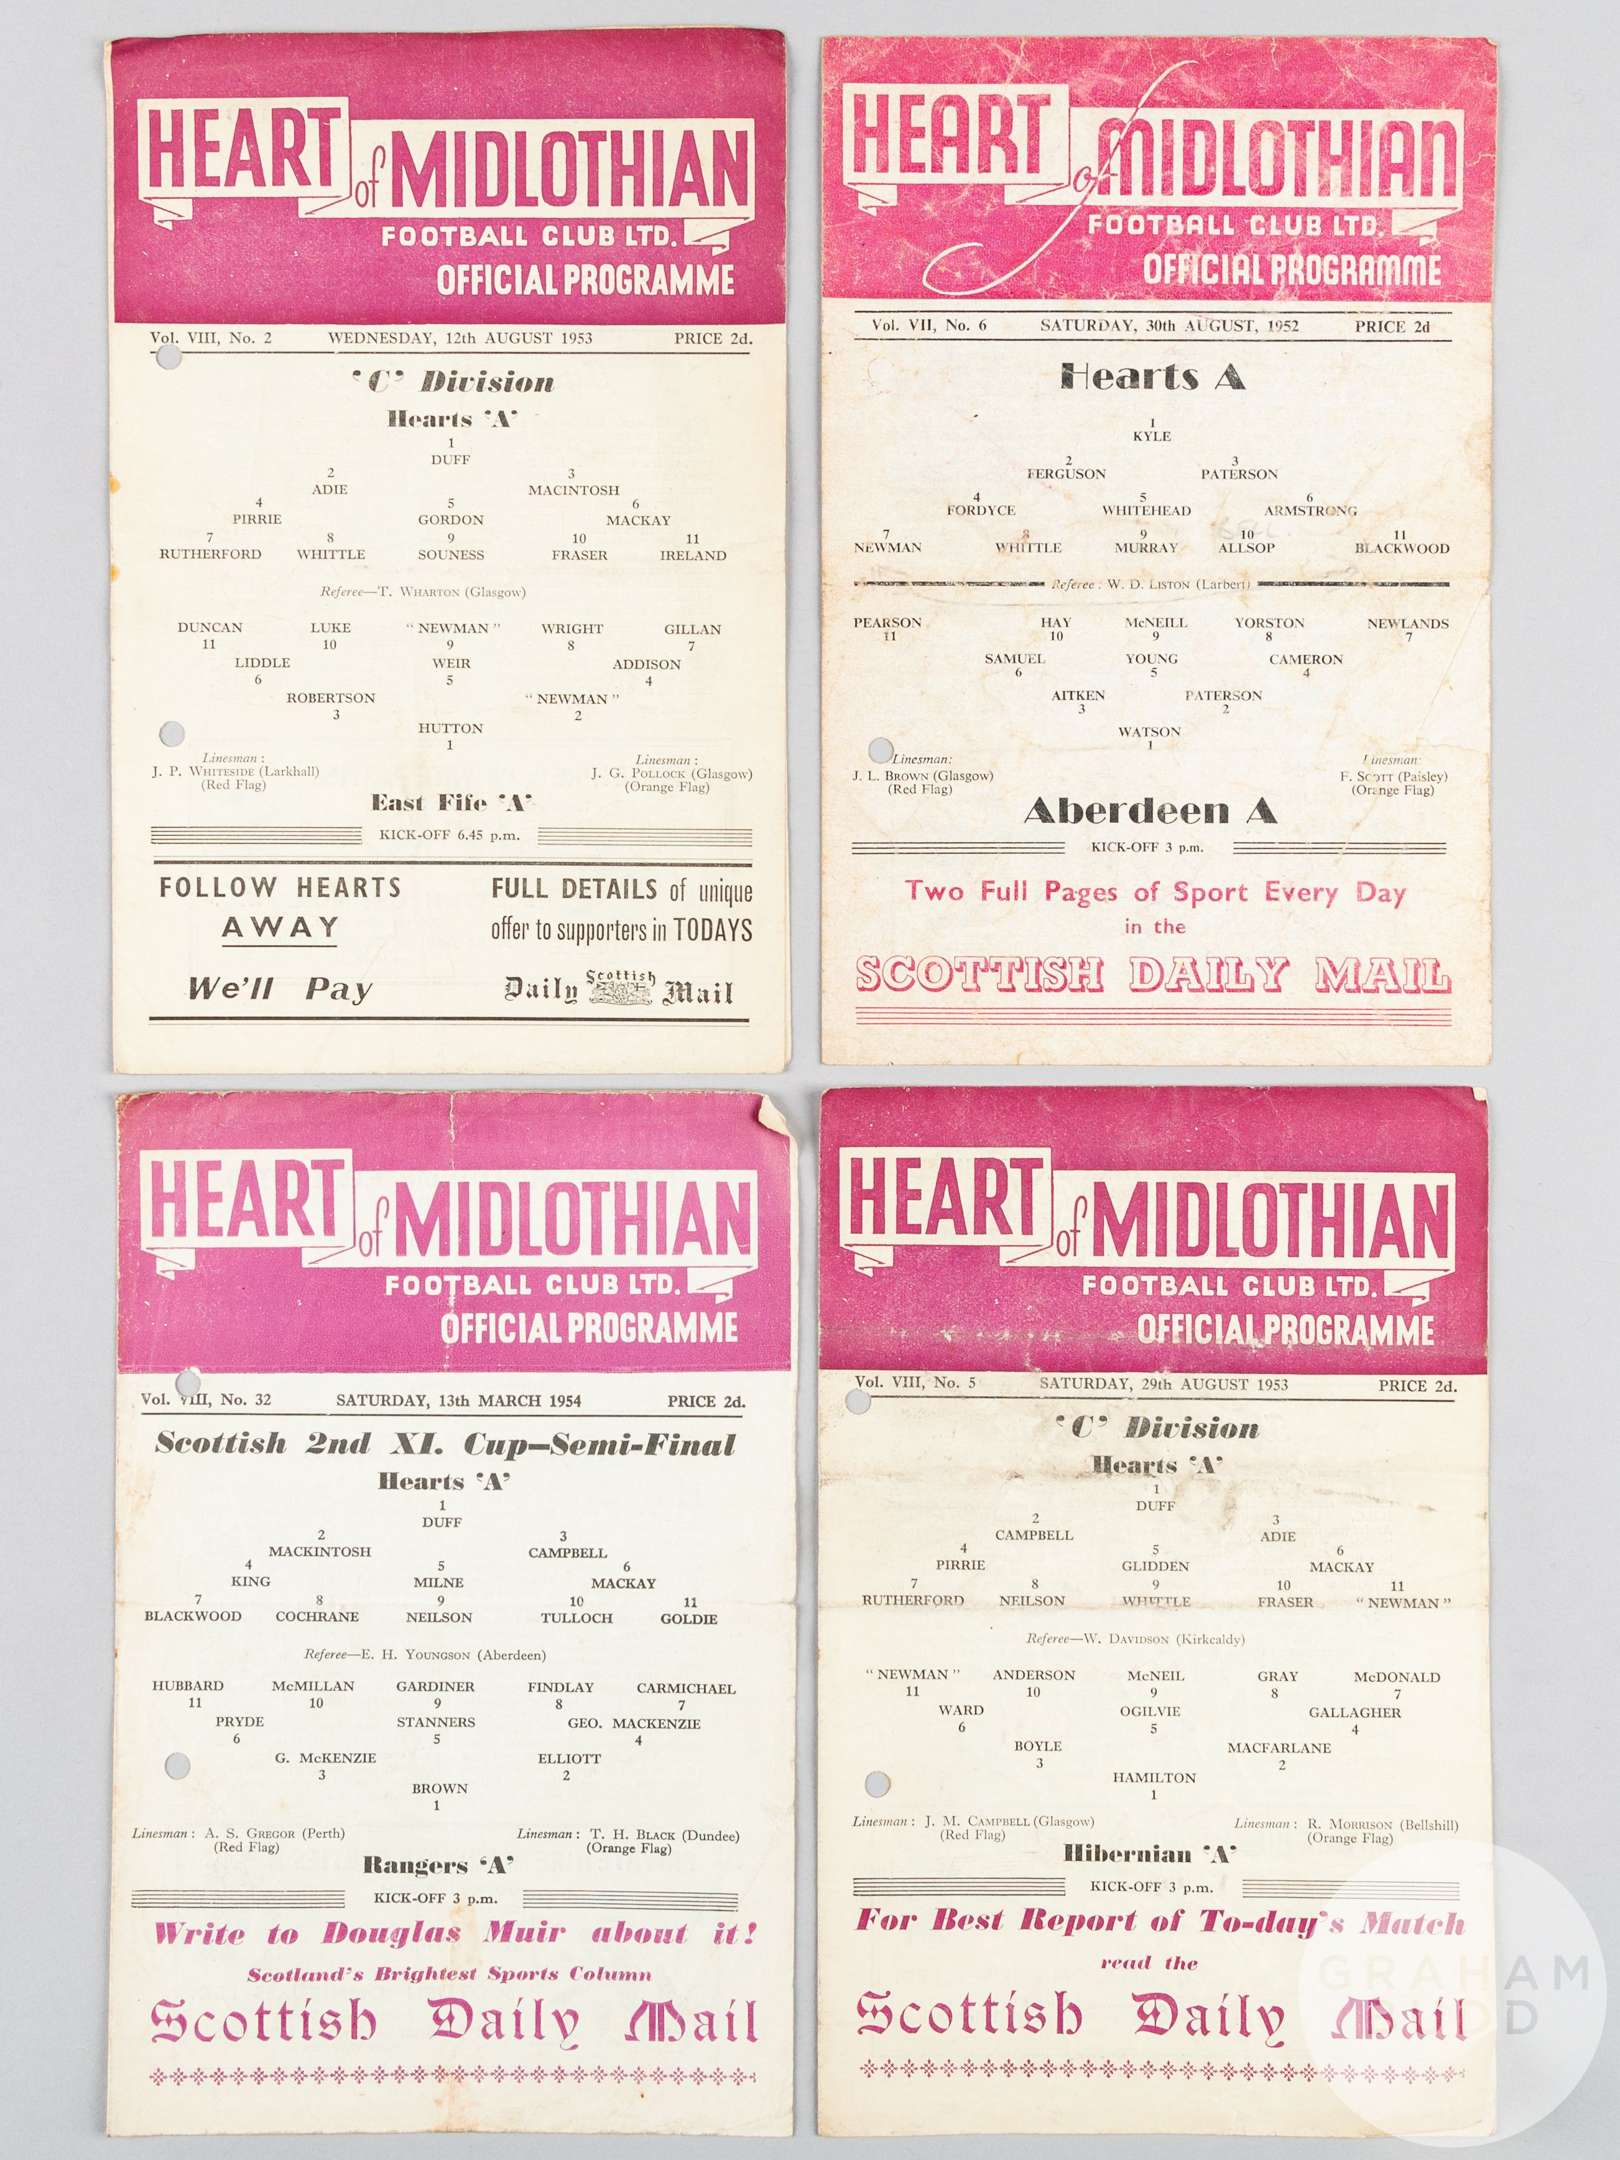 HEART
of MIDLOTHIAN
FOOTBALL CLUB LTD.
OFFICIAL PROGRAMME
Vol. VIII, No. 2 WEDNESDAY, 12th AUGUST 1953 PRICE 2d.
'C' Division
Hearts 'A'
1
DUFF
2 3
ADIE MACINTOSH
4 5 6
PIRRIE GORDON MACKAY
7 8 9 10 11
RUTHERFORD WHITTLE SOUNESS FRASER IRELAND
Referee—T. WHARTON (Glasgow)
DUNCAN LUKE "NEWMAN" WRIGHT GILLAN
11 10 9 8 7
LIDDLE WEIR ADDISON
6 5 4
ROBERTSON "NEWMAN"
3 2
HUTTON
1
Linesman: Linesman:
J. P. WHITESIDE (Larkhall) J. G. POLLOCK (Glasgow)
(Red Flag) (Orange Flag)
East Fife 'A'
KICK-OFF 6.45 p.m.
FOLLOW HEARTS
AWAY
We'll Pay
FULL DETAILS of unique
offer to supporters in TODAYS
Daily Scottish Mail
HEART
of MIDLOTHIAN
FOOTBALL CLUB LTD.
OFFICIAL PROGRAMME
Vol. VII, No. 6 SATURDAY, 30th AUGUST, 1952 PRICE 2d
Hearts A
1
KYLE
2 3
FERGUSON PATERSON
4 5 6
FORDYCE WHITEHEAD ARMSTRONG
7 8 9 10 11
NEWMAN WHITTLE MURRAY ALLSOP BLACKWOOD
Referee: W. D. LISTON (Larbert)
PEARSON HAY McNEILL YORSTON NEWLANDS
11 10 9 8 7
SAMUEL YOUNG CAMERON
6 5 4
AITKEN PATERSON
3 2
WATSON
1
Linesman: Linesman:
J. L. BROWN (Glasgow) F. SCOTT (Paisley)
(Red Flag) (Orange Flag)
Aberdeen A
KICK-OFF 3 p.m.
Two Full Pages of Sport Every Day
in the
SCOTTISH DAILY MAIL
HEART
of MIDLOTHIAN
FOOTBALL CLUB LTD.
OFFICIAL PROGRAMME
Vol. VIII, No. 32 SATURDAY, 13th MARCH 1954 PRICE 2d.
Scottish 2nd XI. Cup—Semi-Final
Hearts 'A'
1
DUFF
2 3
MACKINTOSH CAMPBELL
4 5 6
KING MILNE MACKAY
7 8 9 10 11
BLACKWOOD COCHRANE NEILSON TULLOCH GOLDIE
Referee—E. H. YOUNGSON (Aberdeen)
HUBBARD McMILLAN GARDINER FINDLAY CARMICHAEL
11 10 9 8 7
PRYDE STANNERS GEO. MACKENZIE
6 5 4
G. McKENZIE ELLIOTT
3 2
BROWN
1
Linesman: A. S. GREGOR (Perth) Linesman: T. H. BLACK (Dundee)
(Red Flag) (Orange Flag)
Rangers 'A'
KICK-OFF 3 p.m.
Write to Douglas Muir about it!
Scotland's Brightest Sports Column
Scottish Daily Mail
HEART
of MIDLOTHIAN
FOOTBALL CLUB LTD.
OFFICIAL PROGRAMME
Vol. VIII, No. 5 SATURDAY, 29th AUGUST 1953 PRICE 2d.
'C' Division
Hearts 'A'
1
DUFF
2 3
CAMPBELL ADIE
4 5 6
PIRRIE GLIDDEN MACKAY
7 8 9 10 11
RUTHERFORD NEILSON WHITTLE FRASER "NEWMAN"
Referee—W. DAVIDSON (Kirkcaldy)
"NEWMAN" ANDERSON McNEIL GRAY McDONALD
11 10 9 8 7
WARD OGILVIE GALLAGHER
6 5 4
BOYLE MACFARLANE
3 2
HAMILTON
1
Linesman: J. M. CAMPBELL (Glasgow) Linesman: R. MORRISON (Bellshill)
(Red Flag) (Orange Flag)
Hibernian 'A'
KICK-OFF 3 p.m.
For Best Report of To-day's Match
read the
Scottish Daily Mail
GRAHAM
BUDD